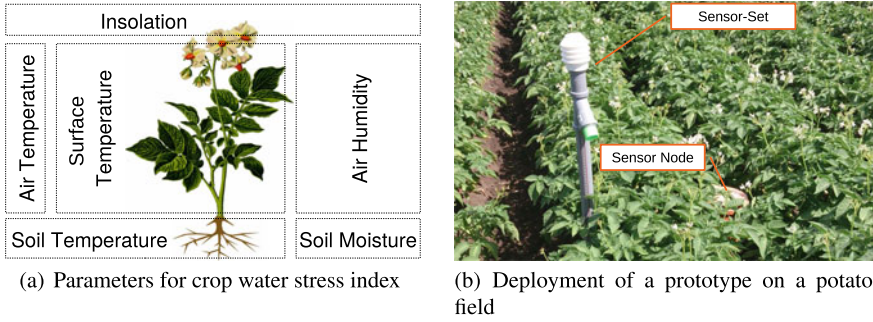 Insolation
Air Temperature
Surface
Temperature
Air Humidity
Soil Temperature
Soil Moisture
(a) Parameters for crop water stress index
Sensor-Set
Sensor Node
(b) Deployment of a prototype on a potato
field